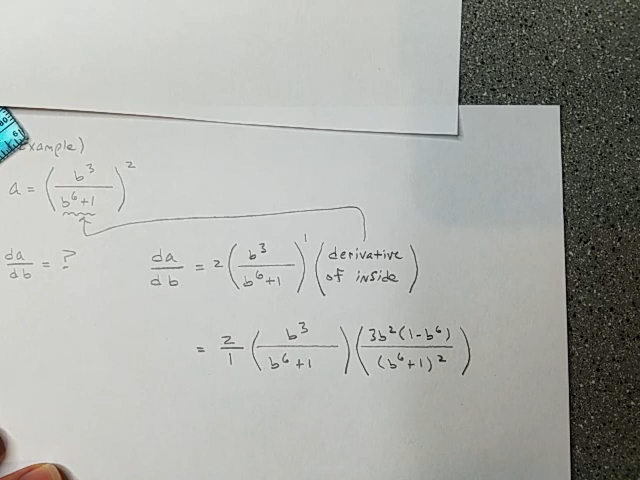 example)
a = (b³ / (b⁶+1))²
da/db = ?
da/db = 2 (b³ / (b⁶+1))¹ (derivative of inside)
= 2/1 (b³ / (b⁶+1)) (3b²(1-b⁶) / (b⁶+1)²)